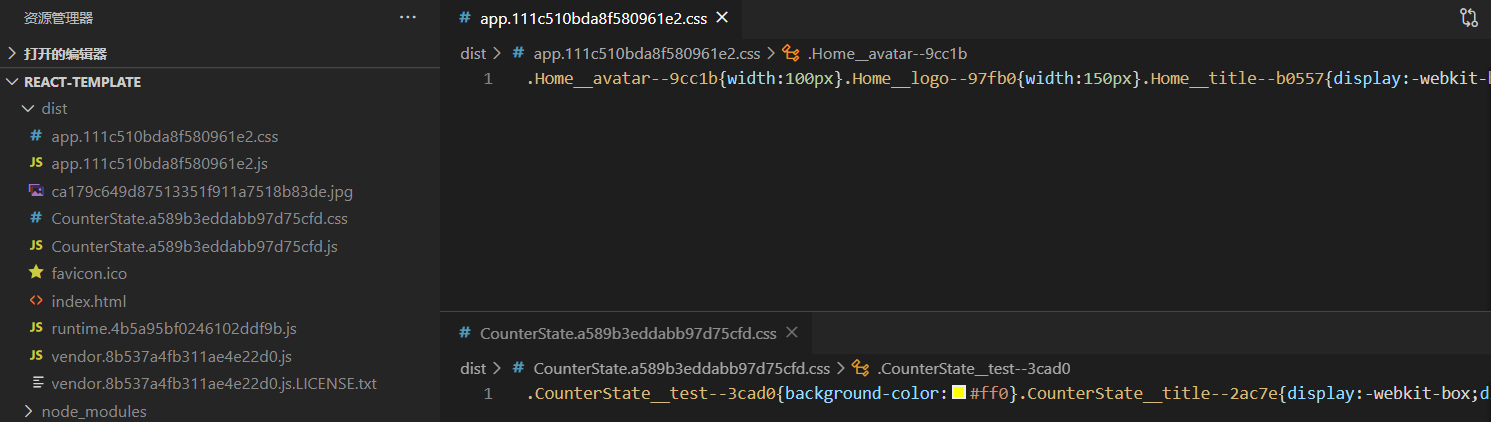 资源管理器 ···
打开的编辑器
REACT-TEMPLATE
dist
# app.111c510bda8f580961e2.css
JS app.111c510bda8f580961e2.js
ca179c649d87513351f911a7518b83de.jpg
# CounterState.a589b3eddabb97d75cfd.css
JS CounterState.a589b3eddabb97d75cfd.js
favicon.ico
index.html
JS runtime.4b5a95bf0246102ddf9b.js
JS vendor.8b537a4fb311ae4e22d0.js
vendor.8b537a4fb311ae4e22d0.js.LICENSE.txt
node_modules
# app.111c510bda8f580961e2.css
dist > # app.111c510bda8f580961e2.css > .Home__avatar--9cc1b
1 .Home__avatar--9cc1b{width:100px}.Home__logo--97fb0{width:150px}.Home__title--b0557{display:-webkit-
# CounterState.a589b3eddabb97d75cfd.css
dist > # CounterState.a589b3eddabb97d75cfd.css > .CounterState__test--3cad0
1 .CounterState__test--3cad0{background-color:#ff0}.CounterState__title--2ac7e{display:-webkit-box;d